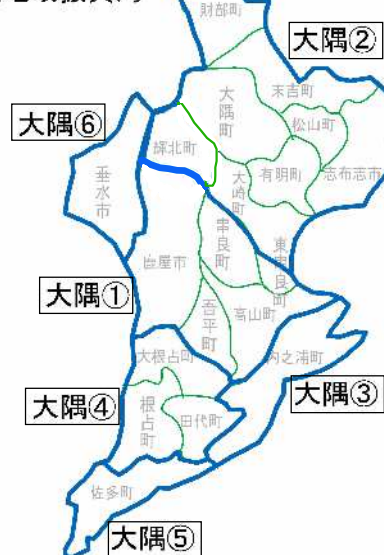 財部町
大隅②
末吉町
大隅町
松山町
大隅⑥
輝北町
有明町
志布志市
大崎町
垂水市
串良町
東串良町
鹿屋市
大隅①
高山町
吾平町
大根占町
内之浦町
大隅③
大隅④
根占町
田代町
佐多町
大隅⑤